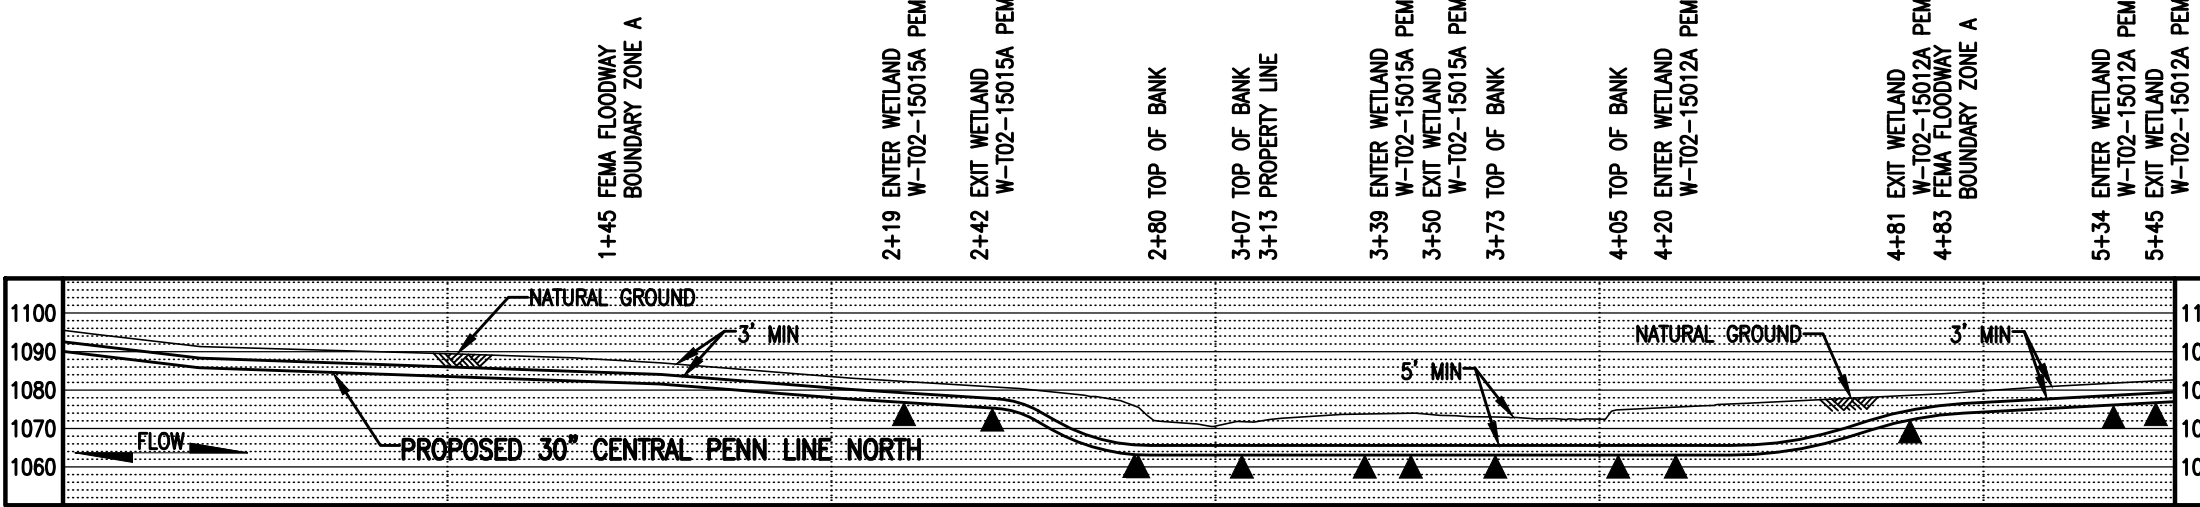 1+45 FEMA FLOODWAY
BOUNDARY ZONE A
2+19 ENTER WETLAND
W-T02-15015A PEM
2+42 EXIT WETLAND
W-T02-15015A PEM
2+80 TOP OF BANK
3+07 TOP OF BANK
3+13 PROPERTY LINE
3+39 ENTER WETLAND
W-T02-15015A PEM
3+50 EXIT WETLAND
W-T02-15015A PEM
3+73 TOP OF BANK
4+05 TOP OF BANK
4+20 ENTER WETLAND
W-T02-15012A PEM
4+81 EXIT WETLAND
W-T02-15012A PEM
4+83 FEMA FLOODWAY
BOUNDARY ZONE A
5+34 ENTER WETLAND
W-T02-15012A PEM
5+45 EXIT WETLAND
W-T02-15012A PEM
1100
1090
1080
1070
1060
NATURAL GROUND
3' MIN
5' MIN
NATURAL GROUND
3' MIN
FLOW
PROPOSED 30" CENTRAL PENN LINE NORTH